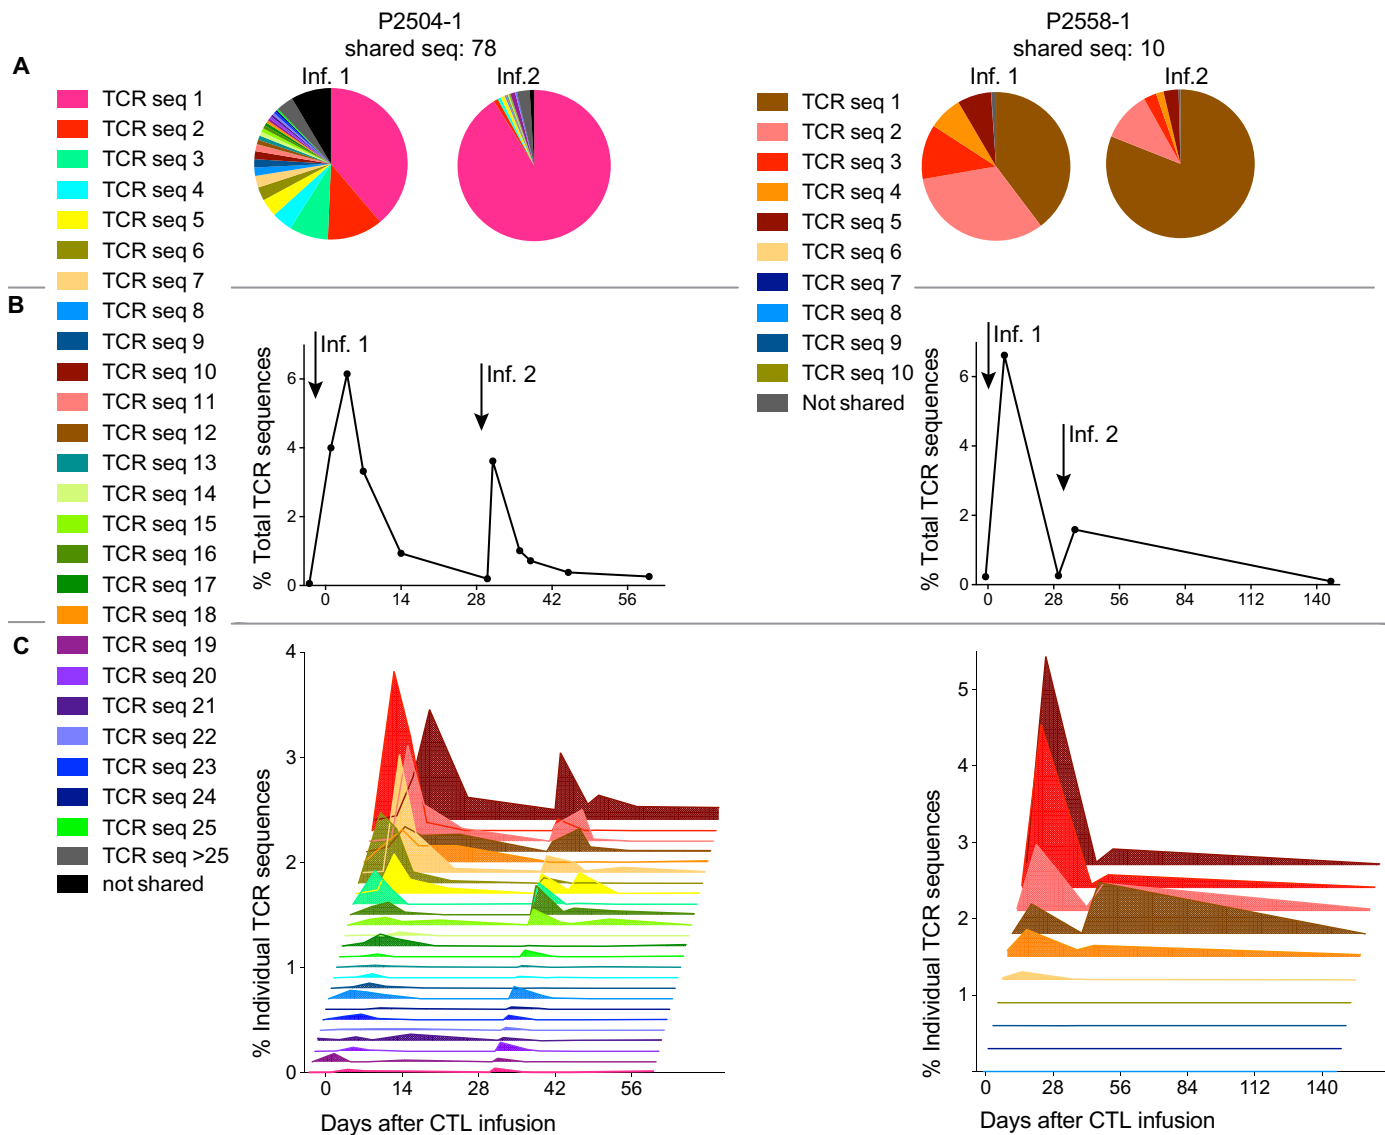 P2504-1
shared seq: 78
P2558-1
shared seq: 10
A
Inf. 1
Inf.2
Inf. 1
Inf.2
TCR seq 1
TCR seq 2
TCR seq 3
TCR seq 4
TCR seq 5
TCR seq 6
TCR seq 7
TCR seq 8
TCR seq 9
TCR seq 10
TCR seq 11
TCR seq 12
TCR seq 13
TCR seq 14
TCR seq 15
TCR seq 16
TCR seq 17
TCR seq 18
TCR seq 19
TCR seq 20
TCR seq 21
TCR seq 22
TCR seq 23
TCR seq 24
TCR seq 25
TCR seq >25
not shared
TCR seq 1
TCR seq 2
TCR seq 3
TCR seq 4
TCR seq 5
TCR seq 6
TCR seq 7
TCR seq 8
TCR seq 9
TCR seq 10
Not shared
B
% Total TCR sequences
6
4
2
0
Inf. 1
Inf. 2
0 14 28 42 56
% Total TCR sequences
6
4
2
0
Inf. 1
Inf. 2
0 28 56 84 112 140
C
% Individual TCR sequences
4
3
2
1
0
0 14 28 42 56
Days after CTL infusion
% Individual TCR sequences
5
4
3
2
1
0 28 56 84 112 140
Days after CTL infusion